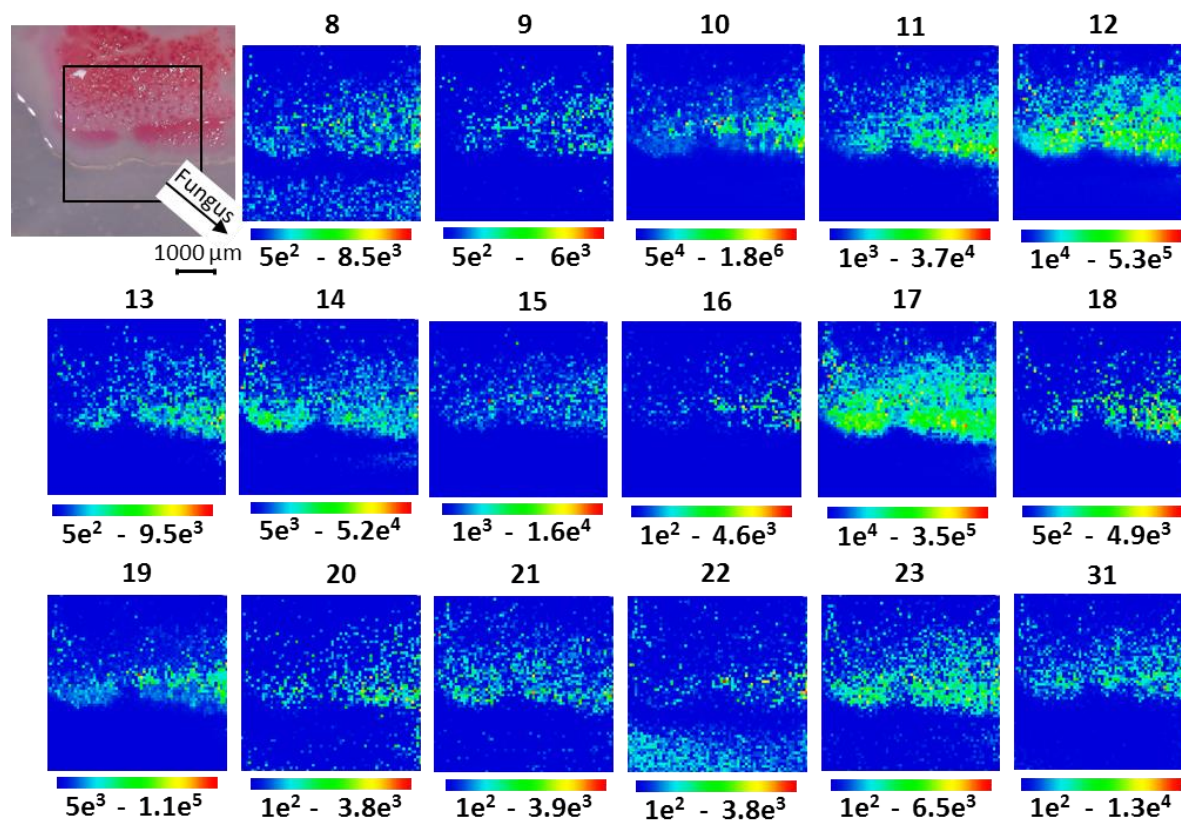 8 9 10 11 12
Fungus
1000 µm
5e² - 8.5e³ 5e² - 6e³ 5e⁴ - 1.8e⁶ 1e³ - 3.7e⁴ 1e⁴ - 5.3e⁵
13 14 15 16 17 18
5e² - 9.5e³ 5e³ - 5.2e⁴ 1e³ - 1.6e⁴ 1e² - 4.6e³ 1e⁴ - 3.5e⁵ 5e² - 4.9e³
19 20 21 22 23 31
5e³ - 1.1e⁵ 1e² - 3.8e³ 1e² - 3.9e³ 1e² - 3.8e³ 1e² - 6.5e³ 1e² - 1.3e⁴